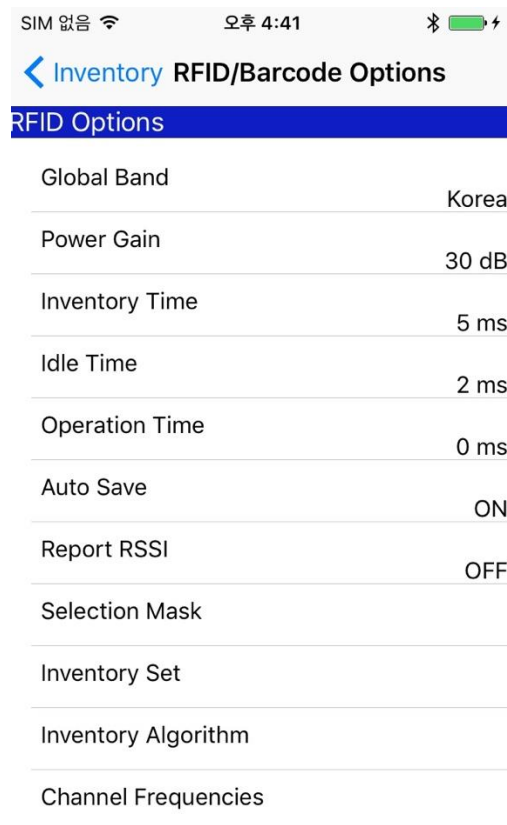 SIM 없음 오후 4:41
Inventory RFID/Barcode Options
RFID Options
Global Band
Korea
Power Gain
30 dB
Inventory Time
5 ms
Idle Time
2 ms
Operation Time
0 ms
Auto Save
ON
Report RSSI
OFF
Selection Mask
Inventory Set
Inventory Algorithm
Channel Frequencies